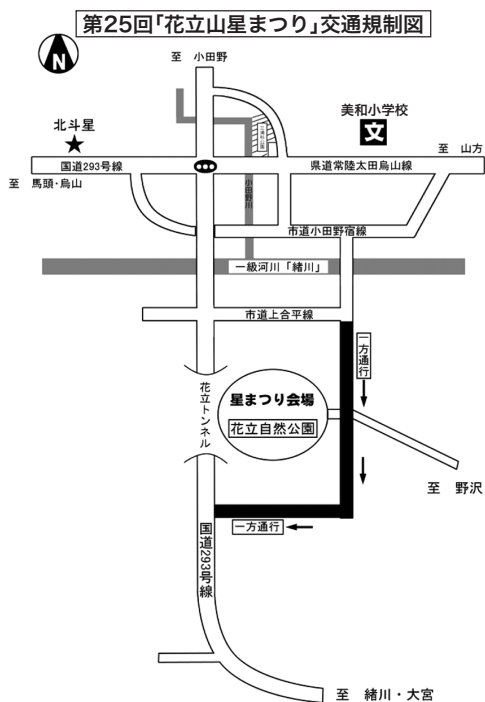 第25回「花立山星まつり」交通規制図
N
至 小田野
北斗星
美和小学校
文
至 山方
国道293号線
県道常陸太田烏山線
至 馬頭・烏山
小田野川
市道小田野宿線
一級河川「緒川」
市道上合平線
一方通行
花立トンネル
星まつり会場
花立自然公園
至 野沢
一方通行
国道293号線
至 緒川・大宮